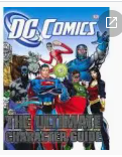 DC COMICS
THE ULTIMATE
CHARACTER GUIDE